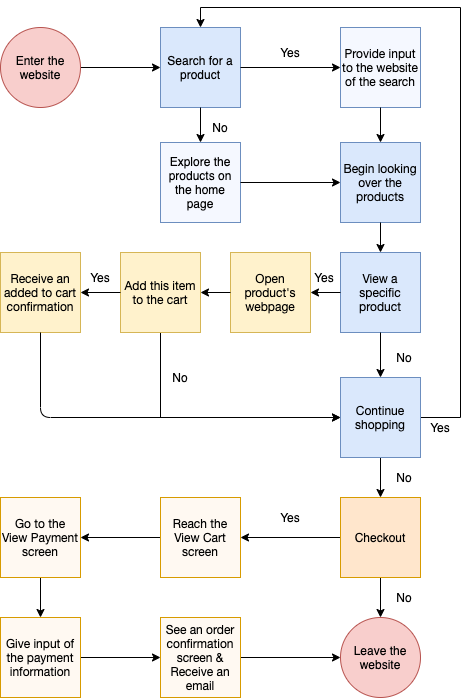 Enter the
website
Search for a
product
Yes
Provide input
to the website
of the search
No
Explore the
products on
the home
page
Begin looking
over the
products
Receive an
added to cart
confirmation
Yes
Add this item
to the cart
Open
product's
webpage
Yes
View a
specific
product
No
No
Continue
shopping
Yes
No
Go to the
View Payment
screen
Reach the
View Cart
screen
Yes
Checkout
No
Give input of
the payment
information
See an order
confirmation
screen &
Receive an
email
Leave the
website